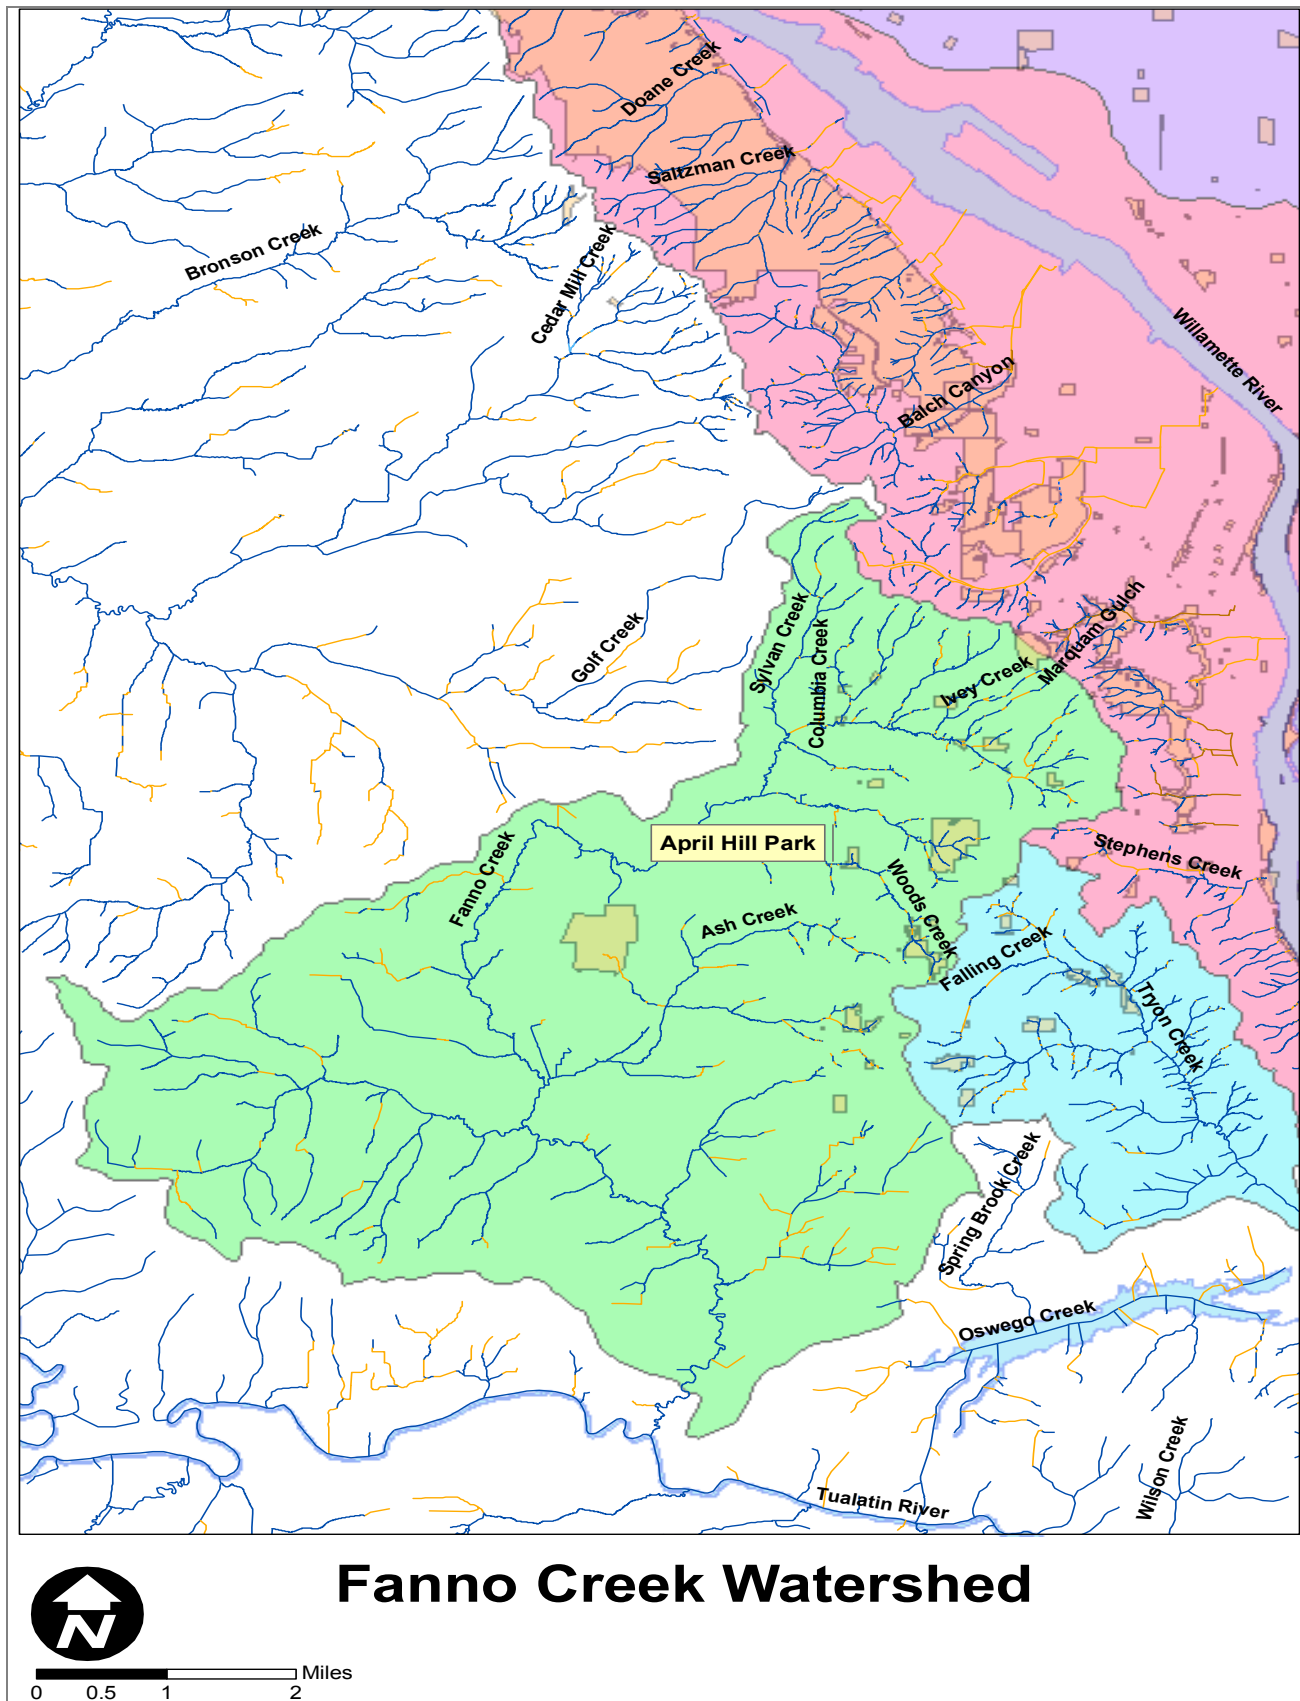 Doane Creek
Saltzman Creek
Bronson Creek
Cedar Mill Creek
Willamette River
Balch Canyon
Golf Creek
Sylvan Creek
Columbia Creek
Ivey Creek
Marquam Gulch
April Hill Park
Stephens Creek
Fanno Creek
Woods Creek
Ash Creek
Falling Creek
Tryon Creek
Spring Brook Creek
Oswego Creek
Wilson Creek
Tualatin River
Fanno Creek Watershed
N
Miles
0 0.5 1 2